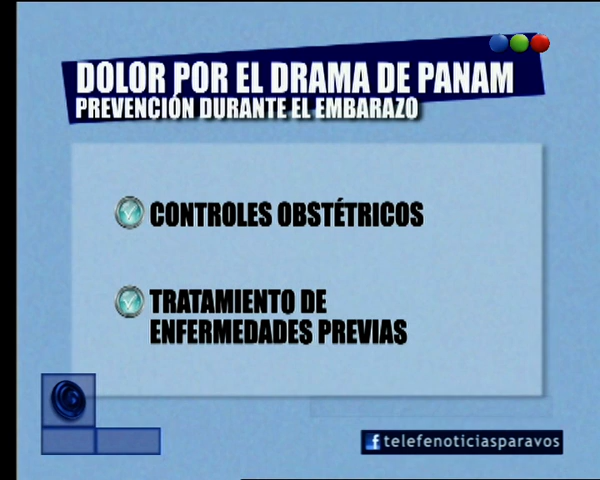 DOLOR POR EL DRAMA DE PANAM
PREVENCIÓN DURANTE EL EMBARAZO
CONTROLES OBSTÉTRICOS
TRATAMIENTO DE
ENFERMEDADES PREVIAS
f telefenoticiasparavos